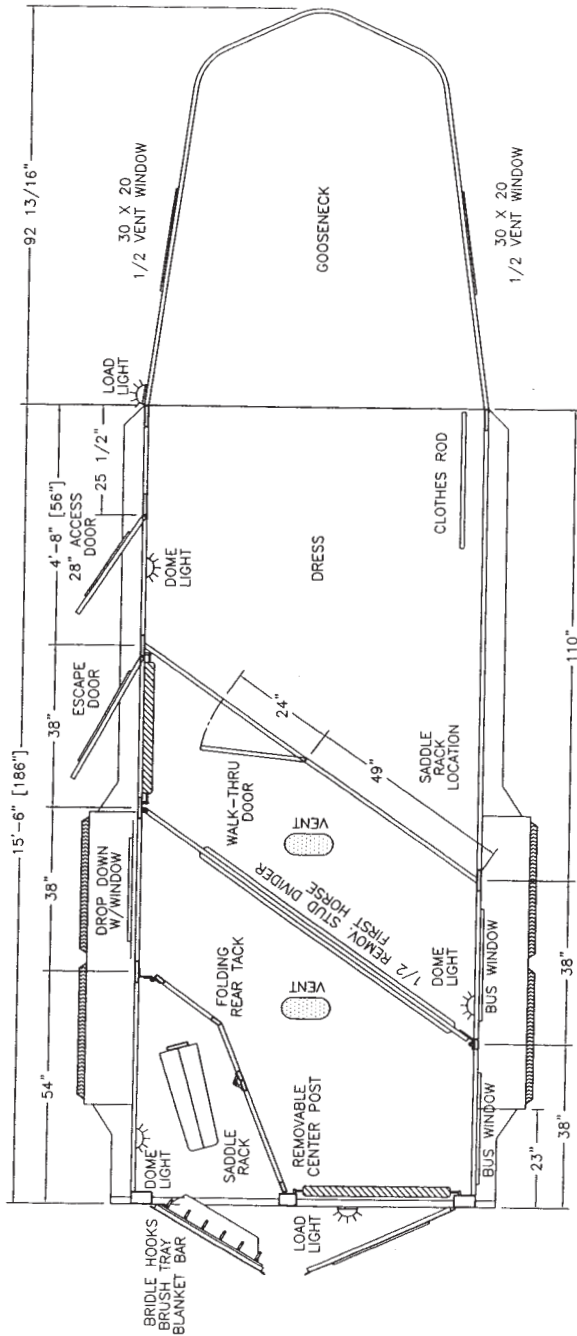 92 13/16"
15'-6" [186"]
4'-8" [56"]
38"
38"
54"
25 1/2"
LOAD
LIGHT
30 X 20
1/2 VENT WINDOW
28" ACCESS
DOOR
DOME
LIGHT
ESCAPE
DOOR
DROP DOWN
W/WINDOW
GOOSENECK
DRESS
24"
49"
WALK-THRU
DOOR
VENT
1/2 REMOV. STUD DIVIDER
FIRST HORSE
FOLDING
REAR TACK
VENT
SADDLE
RACK
DOME
LIGHT
BRIDLE HOOKS
BRUSH TRAY
BLANKET BAR
REMOVABLE
CENTER POST
LOAD
LIGHT
CLOTHES ROD
SADDLE
RACK
LOCATION
DOME
LIGHT
BUS WINDOW
BUS WINDOW
30 X 20
1/2 VENT WINDOW
110"
38"
38"
23"